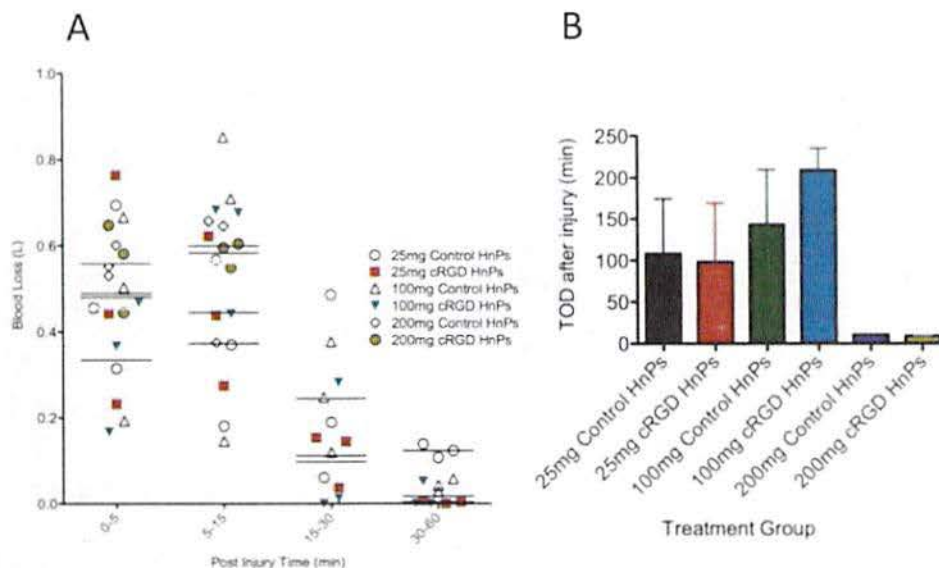 A
1.0
0.8
0.6
0.4
0.2
0.0
Blood Loss (L)
0-5
5-15
15-30
30-60
Post Injury Time (min)
25mg Control HnPs
25mg cRGD HnPs
100mg Control HnPs
100mg cRGD HnPs
200mg Control HnPs
200mg cRGD HnPs
B
250
200
150
100
50
0
TOD after injury (min)
25mg Control HnPs
25mg cRGD HnPs
100mg Control HnPs
100mg cRGD HnPs
200mg Control HnPs
200mg cRGD HnPs
Treatment Group